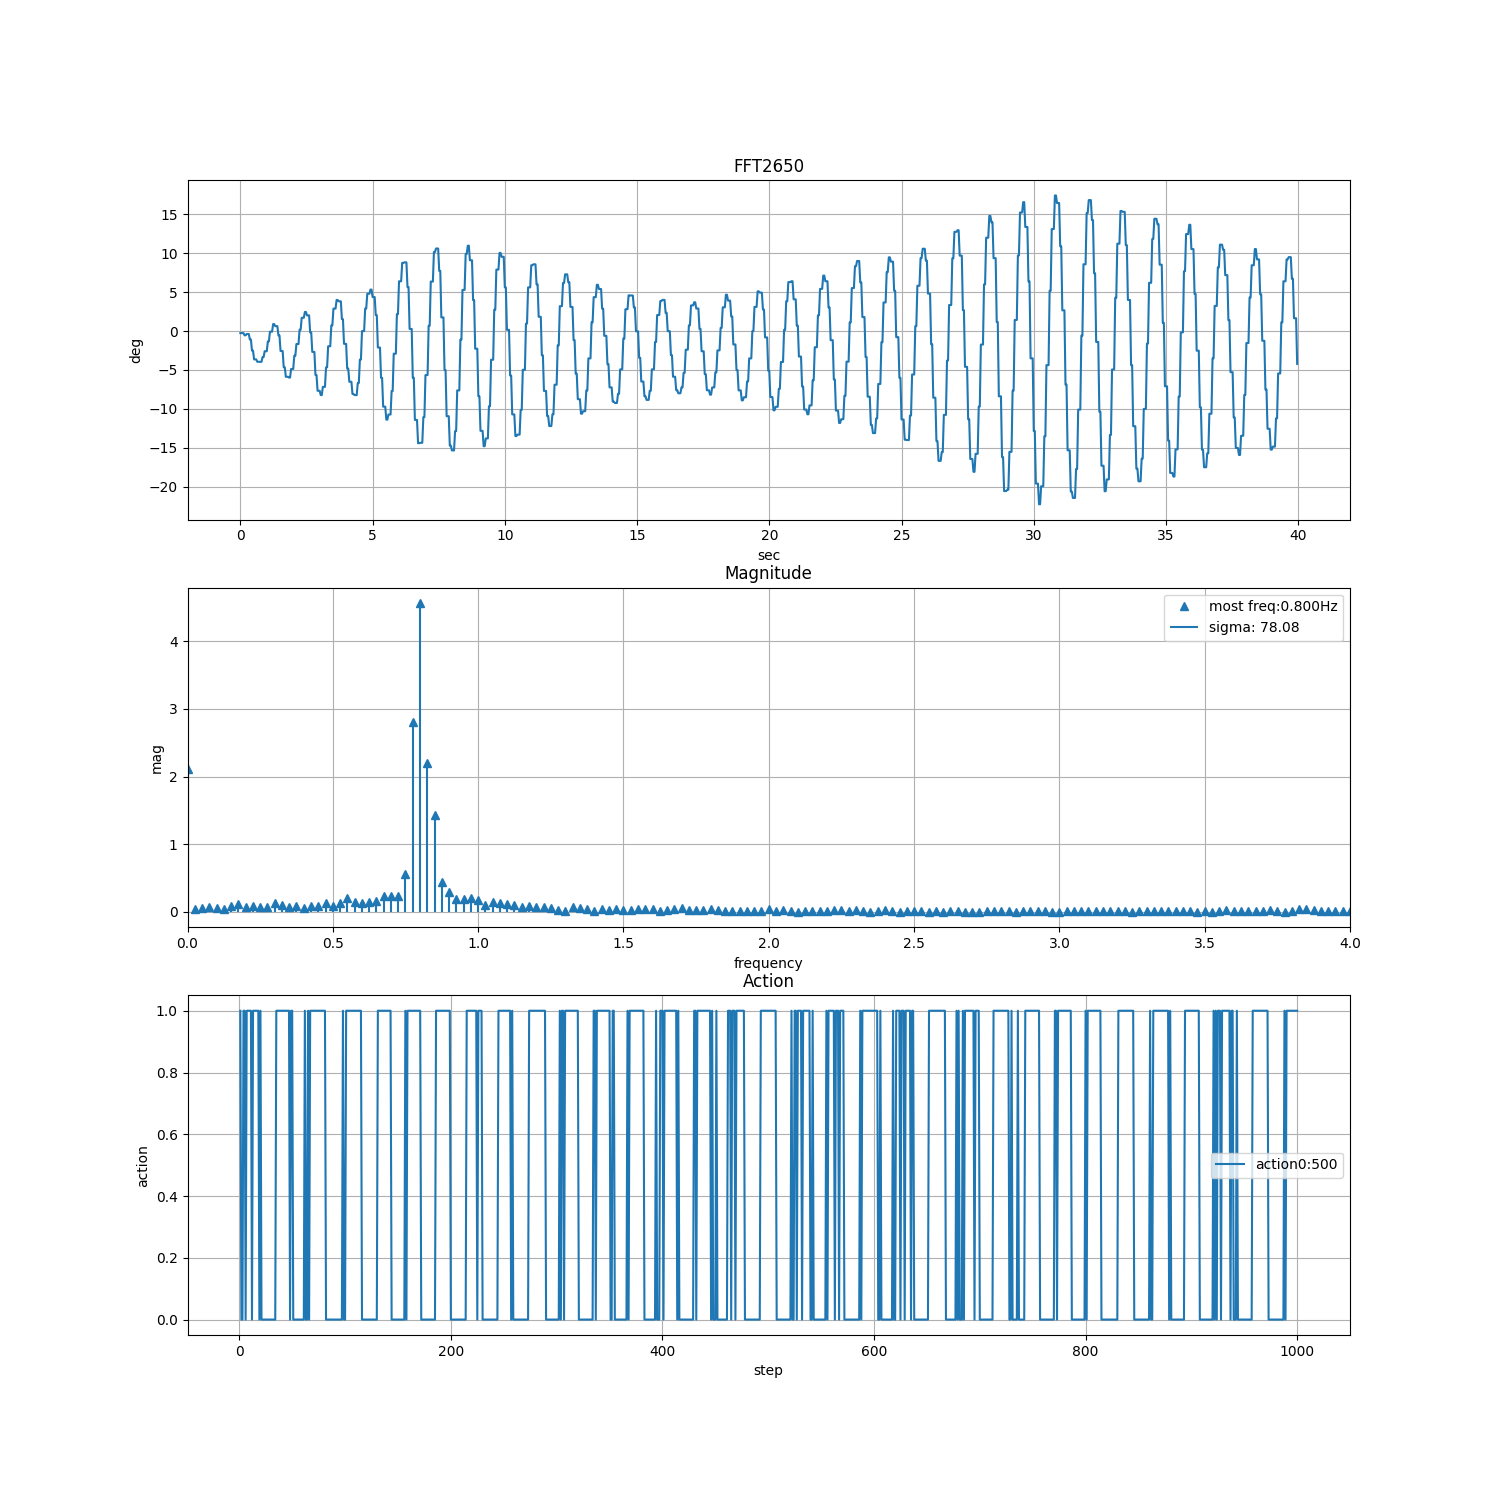 FFT2650
15
10
5
0
−5
−10
−15
−20
deg
0 5 10 15 20 25 30 35 40
sec
Magnitude
most freq:0.800Hz
sigma: 78.08
4
3
2
1
0
mag
0.0 0.5 1.0 1.5 2.0 2.5 3.0 3.5 4.0
frequency
Action
1.0
0.8
0.6
0.4
0.2
0.0
action
action0:500
0 200 400 600 800 1000
step